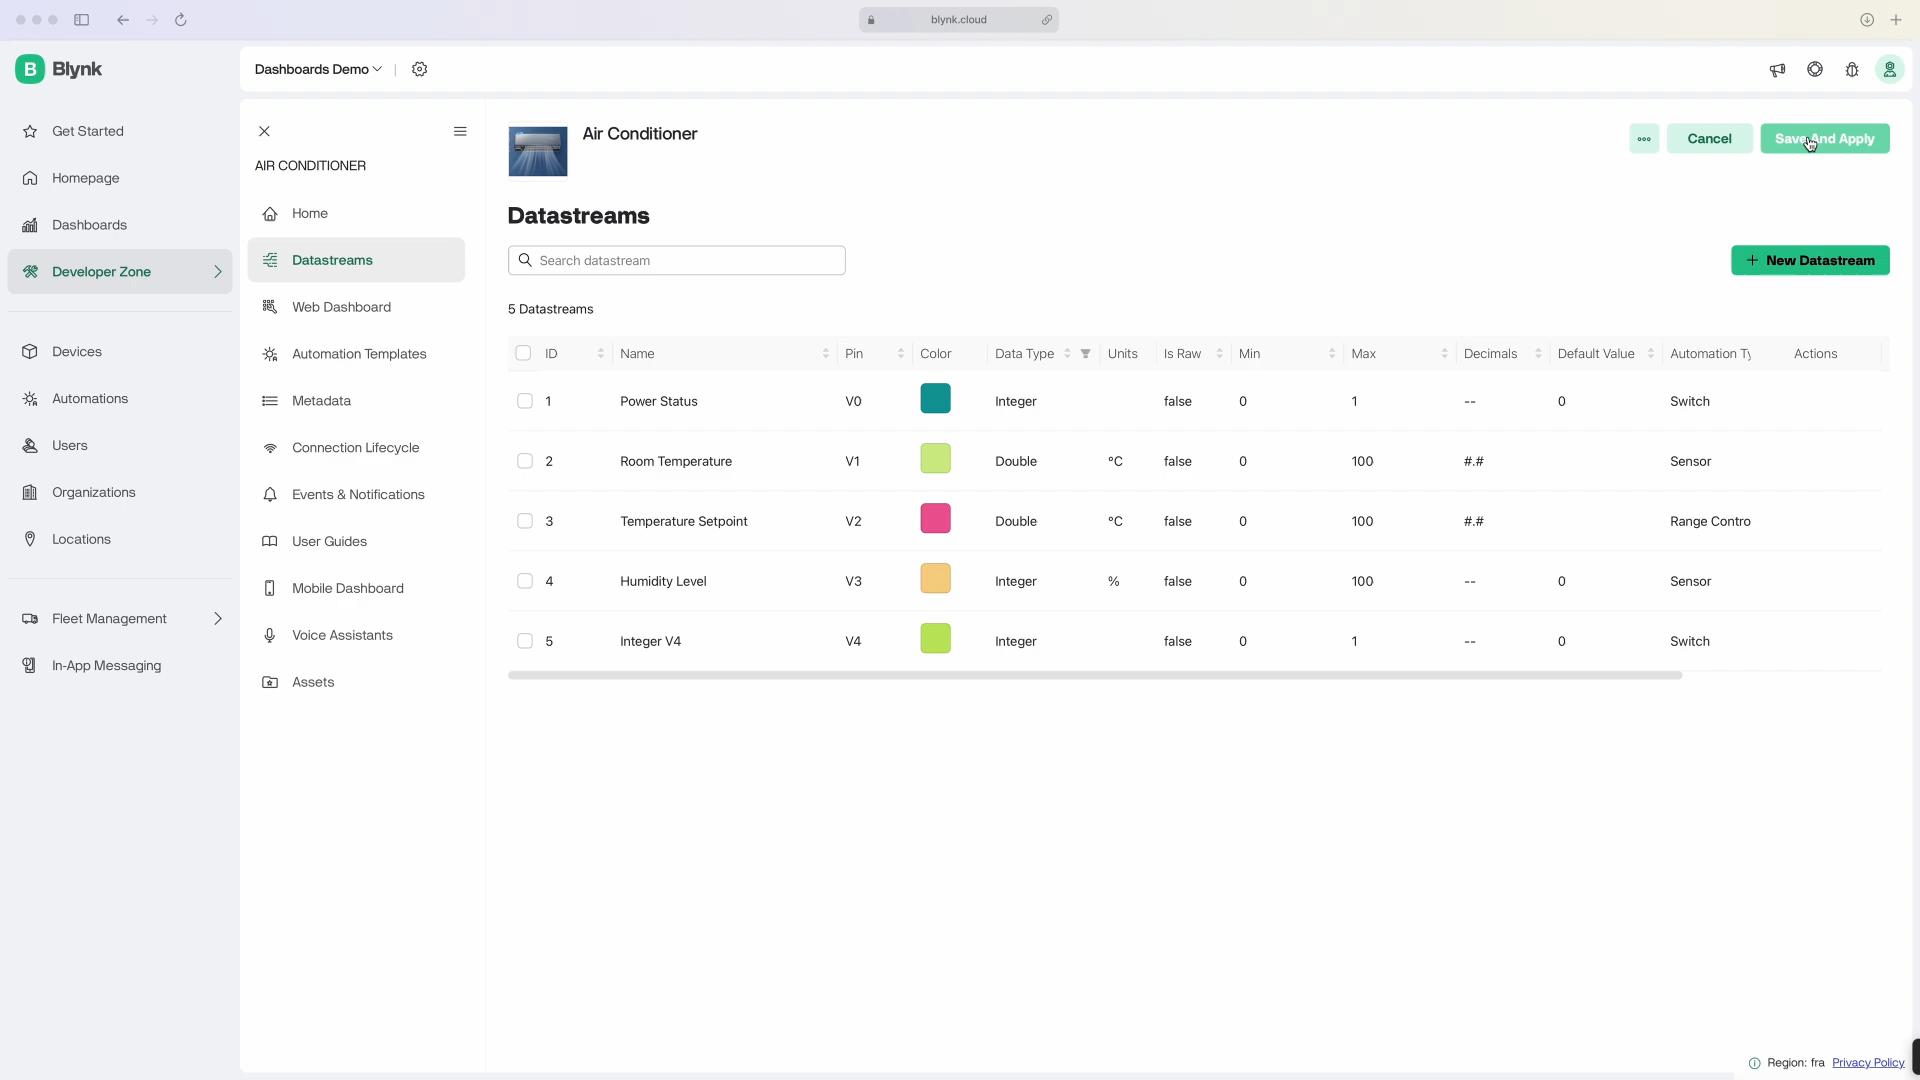 blynk.cloud
B Blynk
Dashboards Demo
Get Started
Homepage
Dashboards
Developer Zone
Devices
Automations
Users
Organizations
Locations
Fleet Management
In-App Messaging
AIR CONDITIONER
Home
Datastreams
Web Dashboard
Automation Templates
Metadata
Connection Lifecycle
Events & Notifications
User Guides
Mobile Dashboard
Voice Assistants
Assets
Air Conditioner
Cancel
Save And Apply
Datastreams
Search datastream
+ New Datastream
5 Datastreams
ID Name Pin Color Data Type Units Is Raw Min Max Decimals Default Value Automation Ty Actions
1 Power Status V0 Integer false 0 1 -- 0 Switch
2 Room Temperature V1 Double °C false 0 100 #.# Sensor
3 Temperature Setpoint V2 Double °C false 0 100 #.# Range Contro
4 Humidity Level V3 Integer % false 0 100 -- 0 Sensor
5 Integer V4 V4 Integer false 0 1 -- 0 Switch
Region: fra Privacy Policy